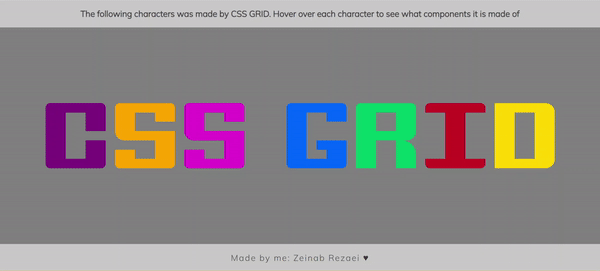 The following characters was made by CSS GRID. Hover over each character to see what components it is made of
CSS GRID
Made by me: Zeinab Rezaei ♥